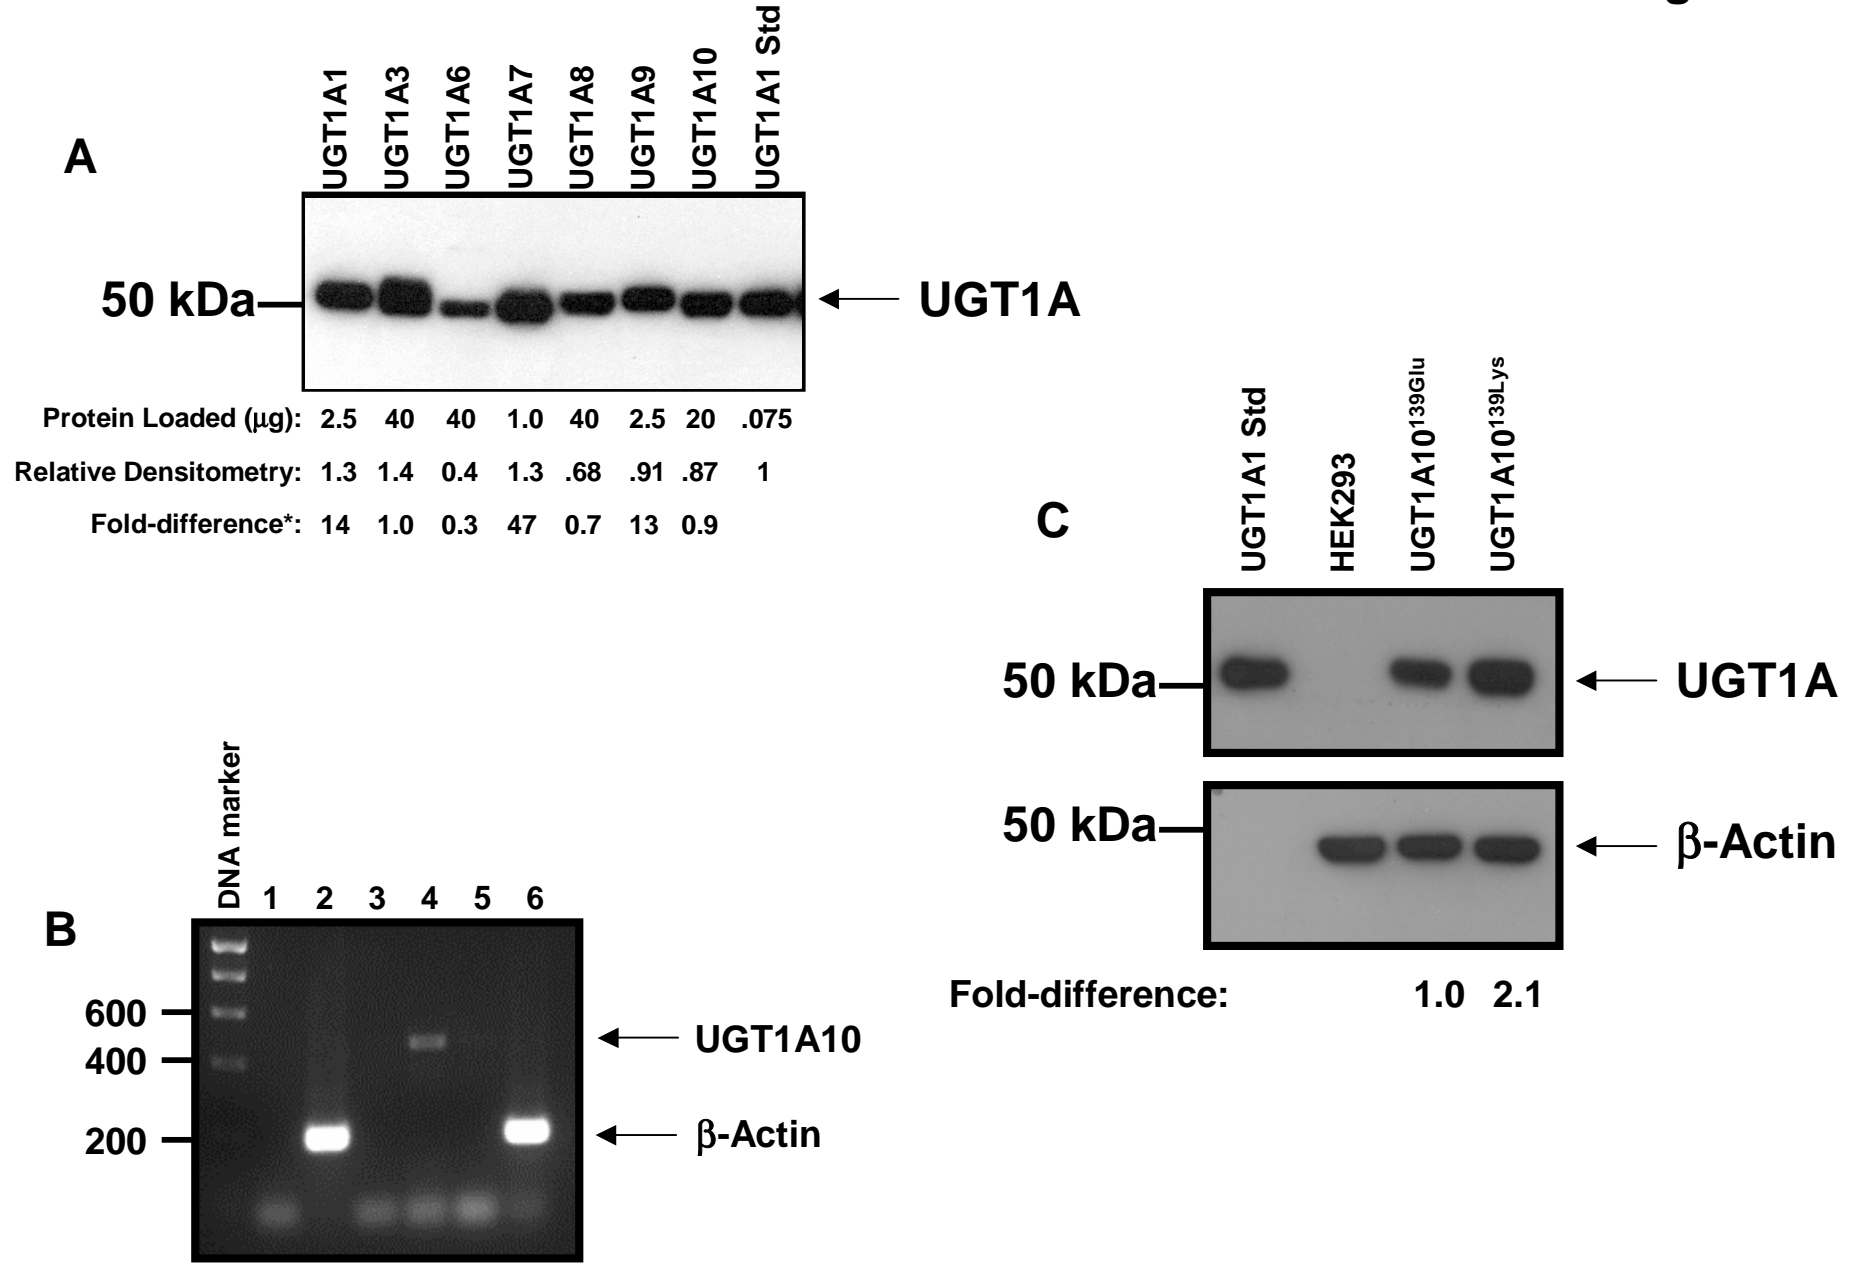 A
UGT1A1
UGT1A3
UGT1A6
UGT1A7
UGT1A8
UGT1A9
UGT1A10
UGT1A1 Std
50 kDa
UGT1A
Protein Loaded (μg): 2.5 40 40 1.0 40 2.5 20 .075
Relative Densitometry: 1.3 1.4 0.4 1.3 .68 .91 .87 1
Fold-difference*: 14 1.0 0.3 47 0.7 13 0.9
B
DNA marker
1 2 3 4 5 6
600
400
200
UGT1A10
β-Actin
C
UGT1A1 Std
HEK293
UGT1A10139Glu
UGT1A10139Lys
50 kDa
UGT1A
50 kDa
β-Actin
Fold-difference: 1.0 2.1